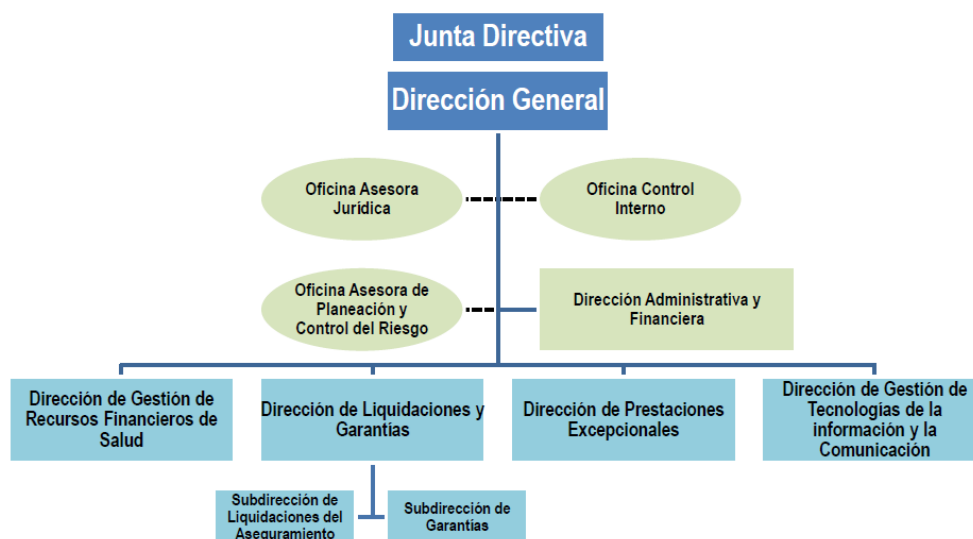 Junta Directiva
Dirección General
Oficina Asesora
Jurídica
Oficina Control
Interno
Oficina Asesora de
Planeación y
Control del Riesgo
Dirección Administrativa y
Financiera
Dirección de Gestión de
Recursos Financieros de
Salud
Dirección de Liquidaciones y
Garantías
Dirección de Prestaciones
Excepcionales
Dirección de Gestión de
Tecnologías de la
información y la
Comunicación
Subdirección de
Liquidaciones del
Aseguramiento
Subdirección de
Garantías